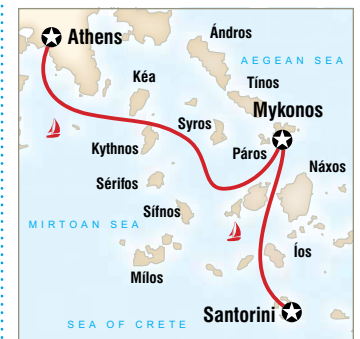 Athens
Ándros
AEGEAN SEA
Kéa
Tínos
Mykonos
Syros
Kythnos
Páros
Náxos
Sérifos
Sífnos
MIRTOAN SEA
Íos
Mílos
Santorini
SEA OF CRETE